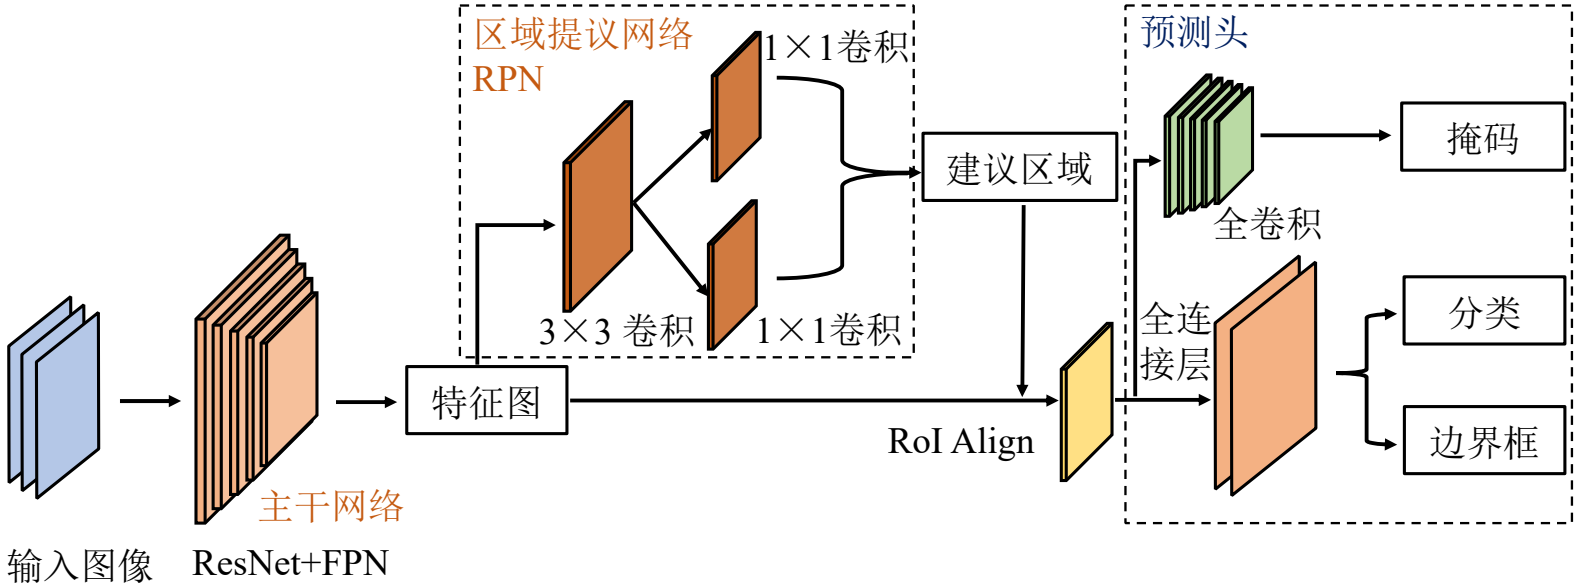 区域提议网络
RPN
1×1卷积
3×3 卷积
1×1卷积
建议区域
预测头
掩码
全卷积
全连
接层
分类
边界框
特征图
RoI Align
主干网络
输入图像
ResNet+FPN